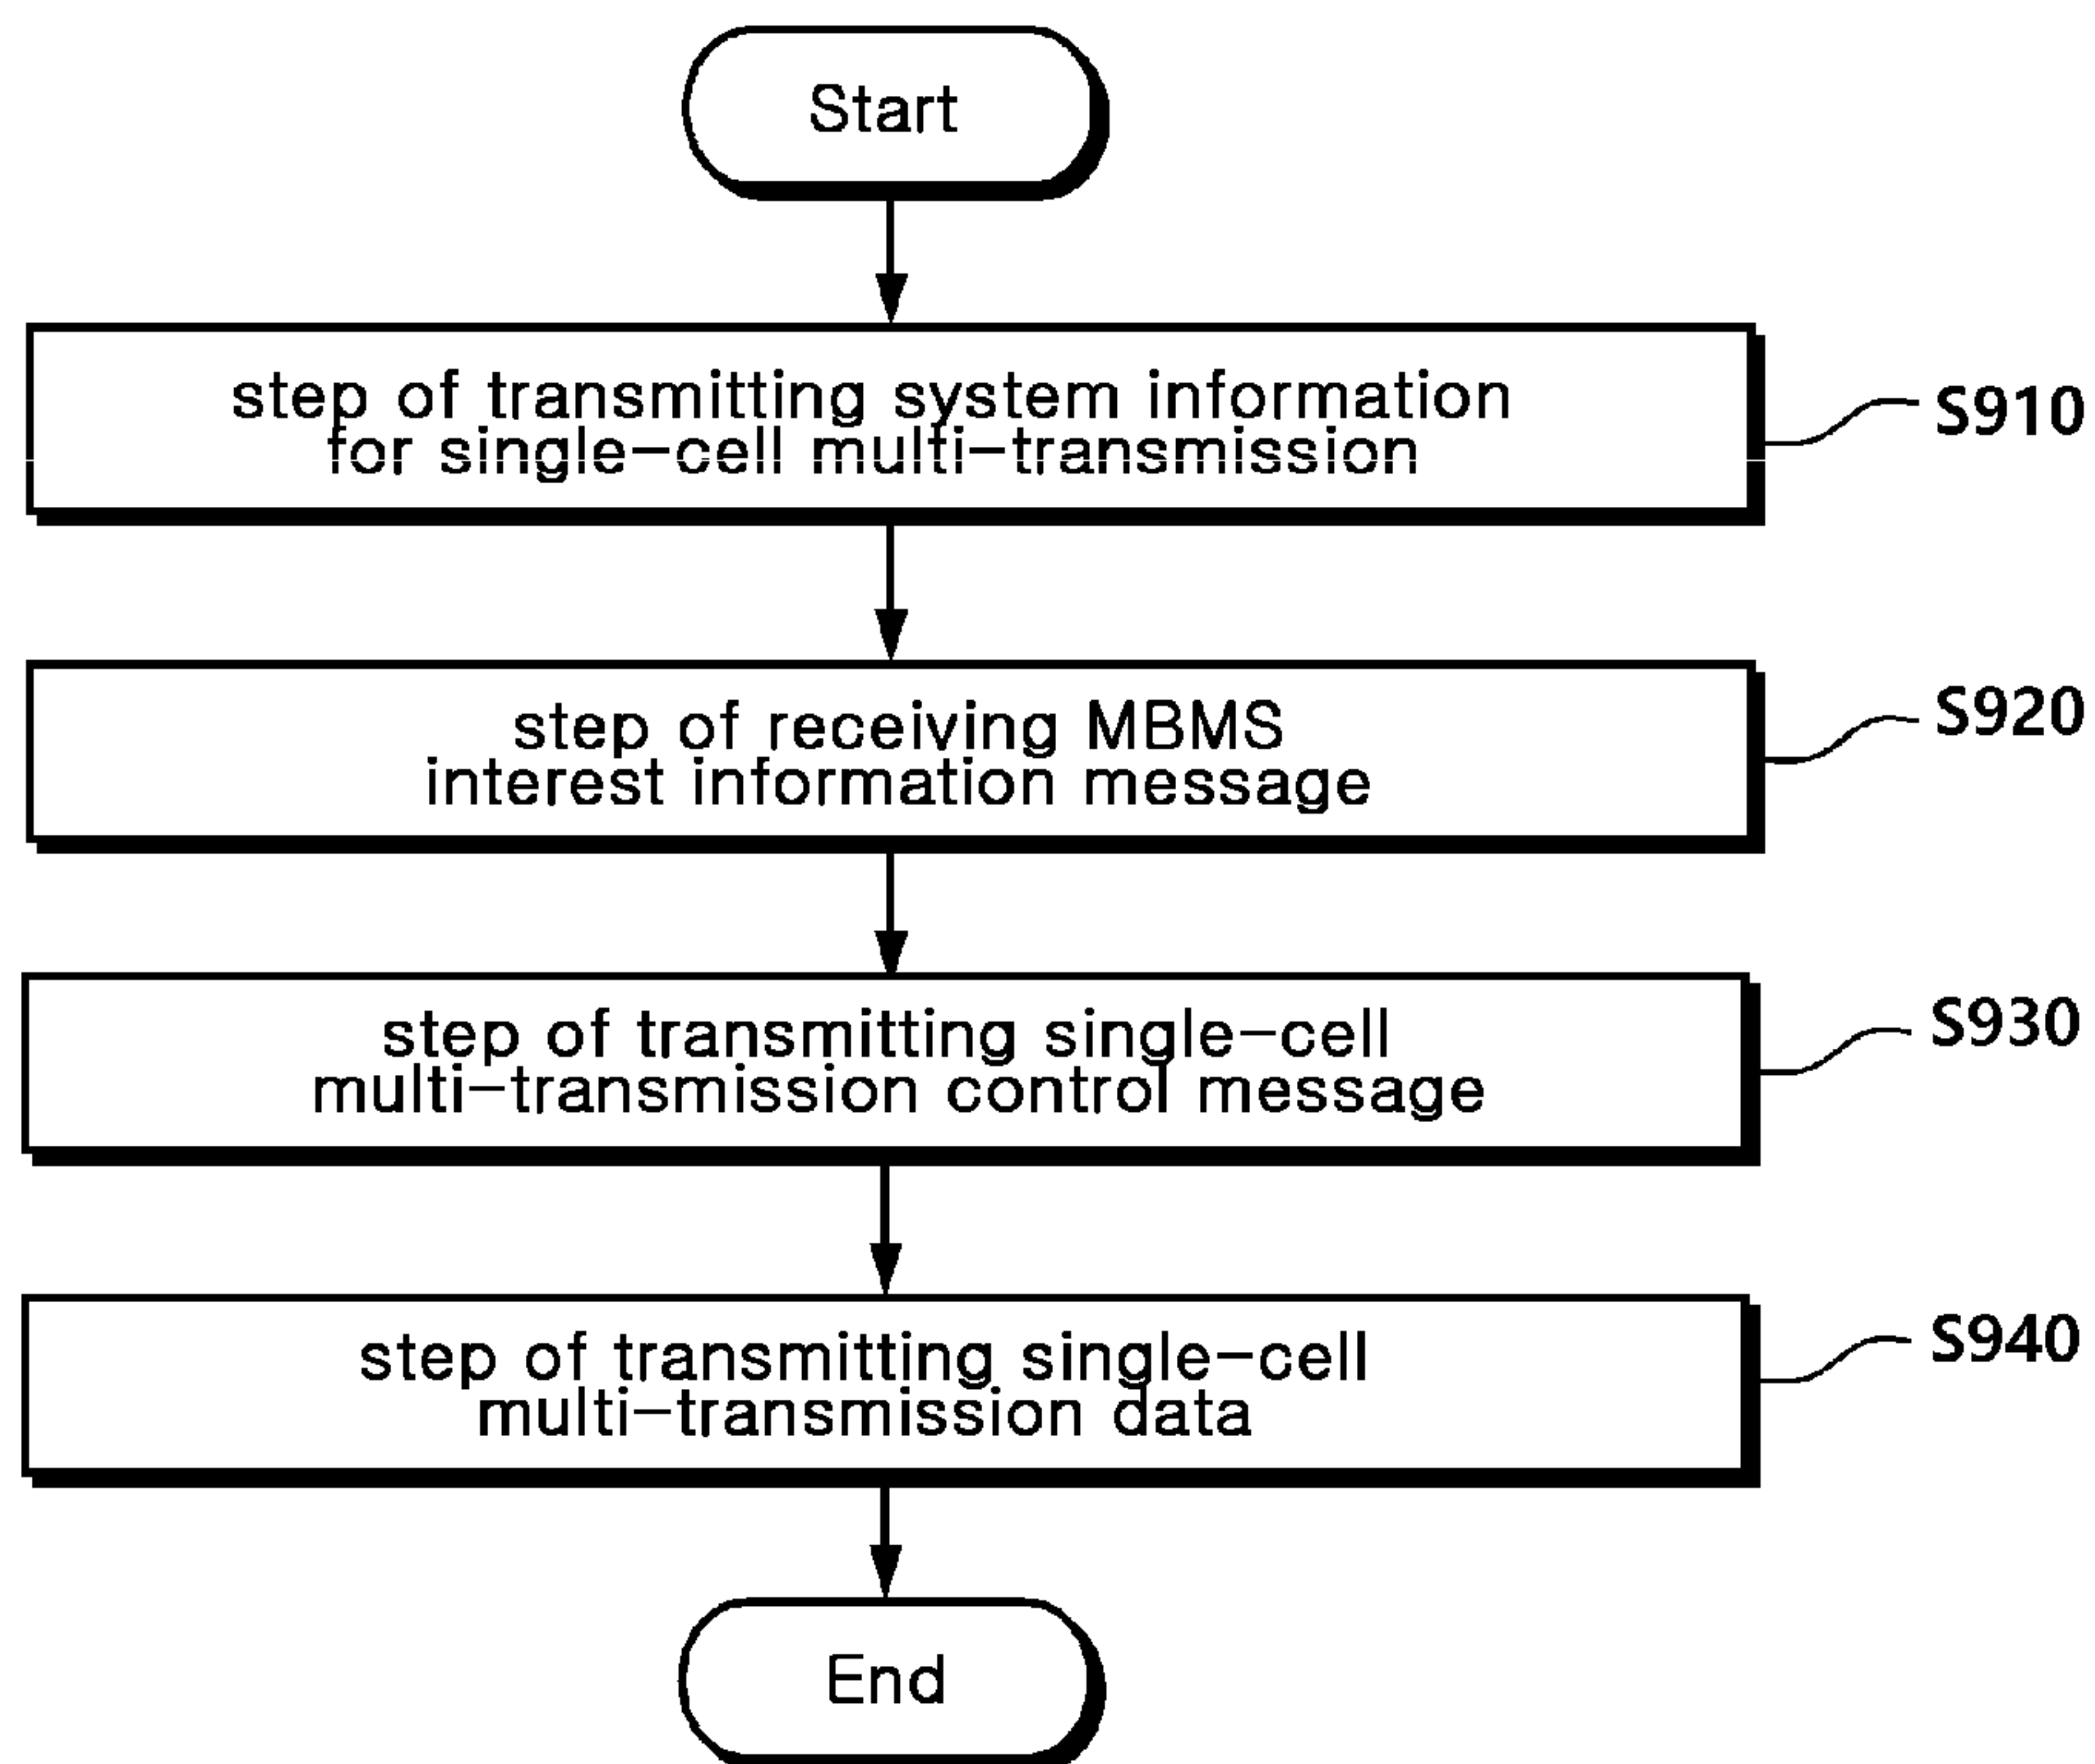 Start
step of transmitting system information
for single-cell multi-transmission
S910
step of receiving MBMS
interest information message
S920
step of transmitting single-cell
multi-transmission control message
S930
step of transmitting single-cell
multi-transmission data
S940
End